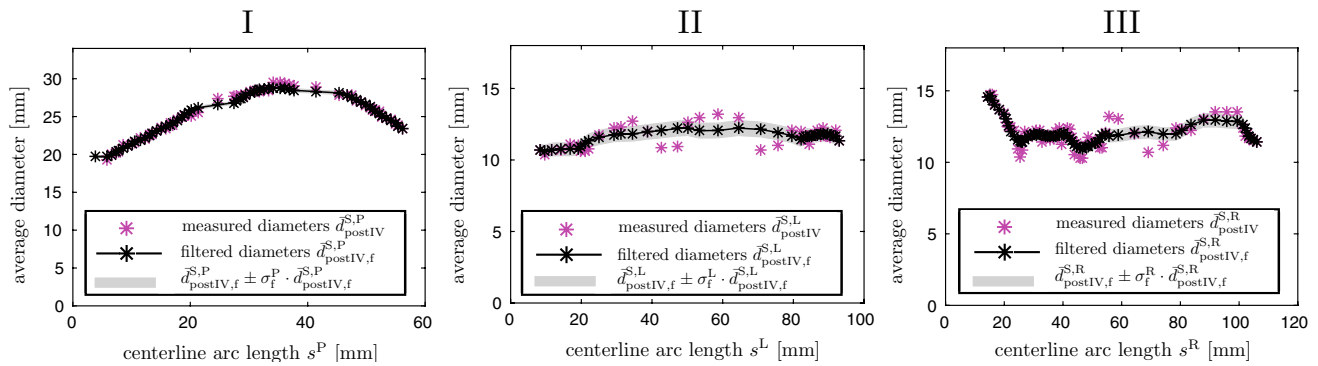 I
average diameter [mm]
30
25
20
15
10
5
0
measured diameters d̄^{S,P}_{postIV}
filtered diameters d̄^{S,P}_{postIV,f}
d̄^{S,P}_{postIV,f} ± σ^P_f · d̄^{S,P}_{postIV,f}
0 20 40 60
centerline arc length s^P [mm]
II
average diameter [mm]
15
10
5
0
measured diameters d̄^{S,L}_{postIV}
filtered diameters d̄^{S,L}_{postIV,f}
d̄^{S,L}_{postIV,f} ± σ^L_f · d̄^{S,L}_{postIV,f}
0 20 40 60 80 100
centerline arc length s^L [mm]
III
average diameter [mm]
15
10
5
0
measured diameters d̄^{S,R}_{postIV}
filtered diameters d̄^{S,R}_{postIV,f}
d̄^{S,R}_{postIV,f} ± σ^R_f · d̄^{S,R}_{postIV,f}
0 20 40 60 80 100 120
centerline arc length s^R [mm]